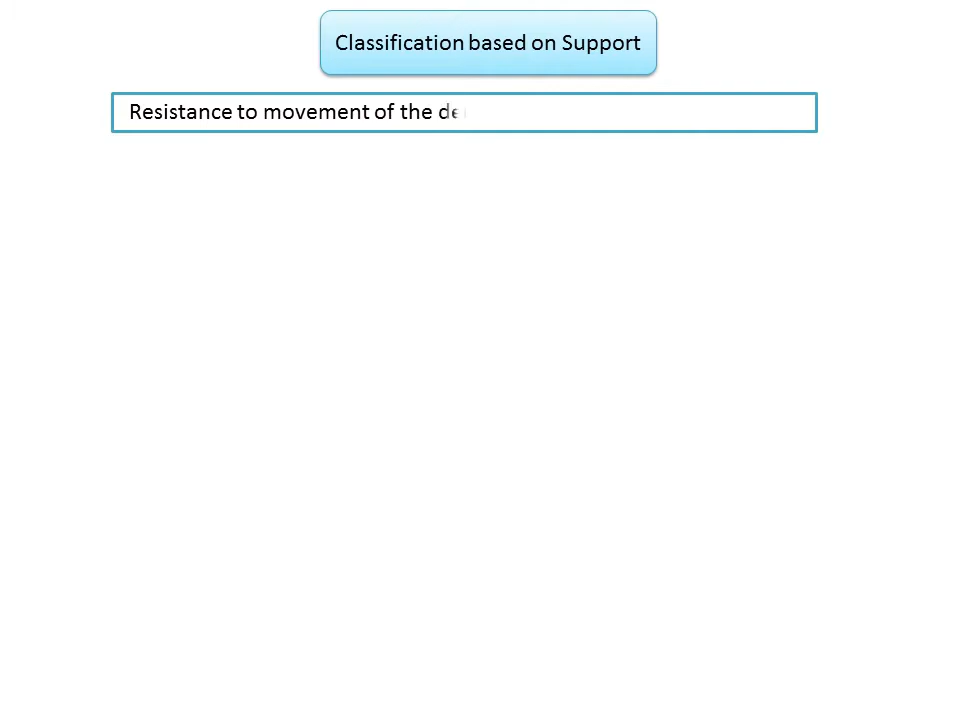 Classification based on Support
Resistance to movement of the